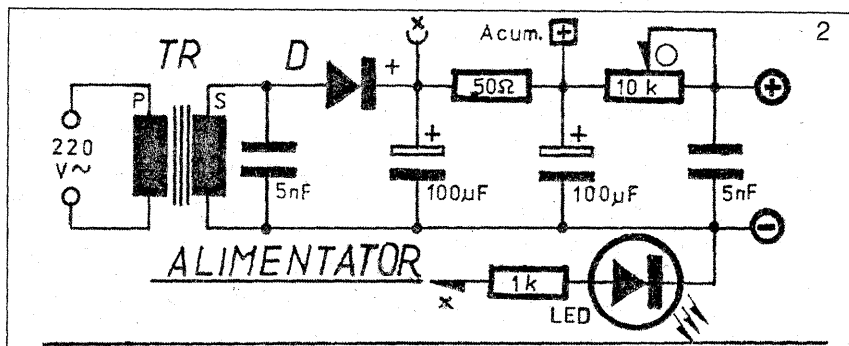 2
x
Acum. +
TR
D
+
P
S
50Ω
10 k
+
220
V~
+
+
5nF
100µF
100µF
5nF
−
ALIMENTATOR
x
1k
LED